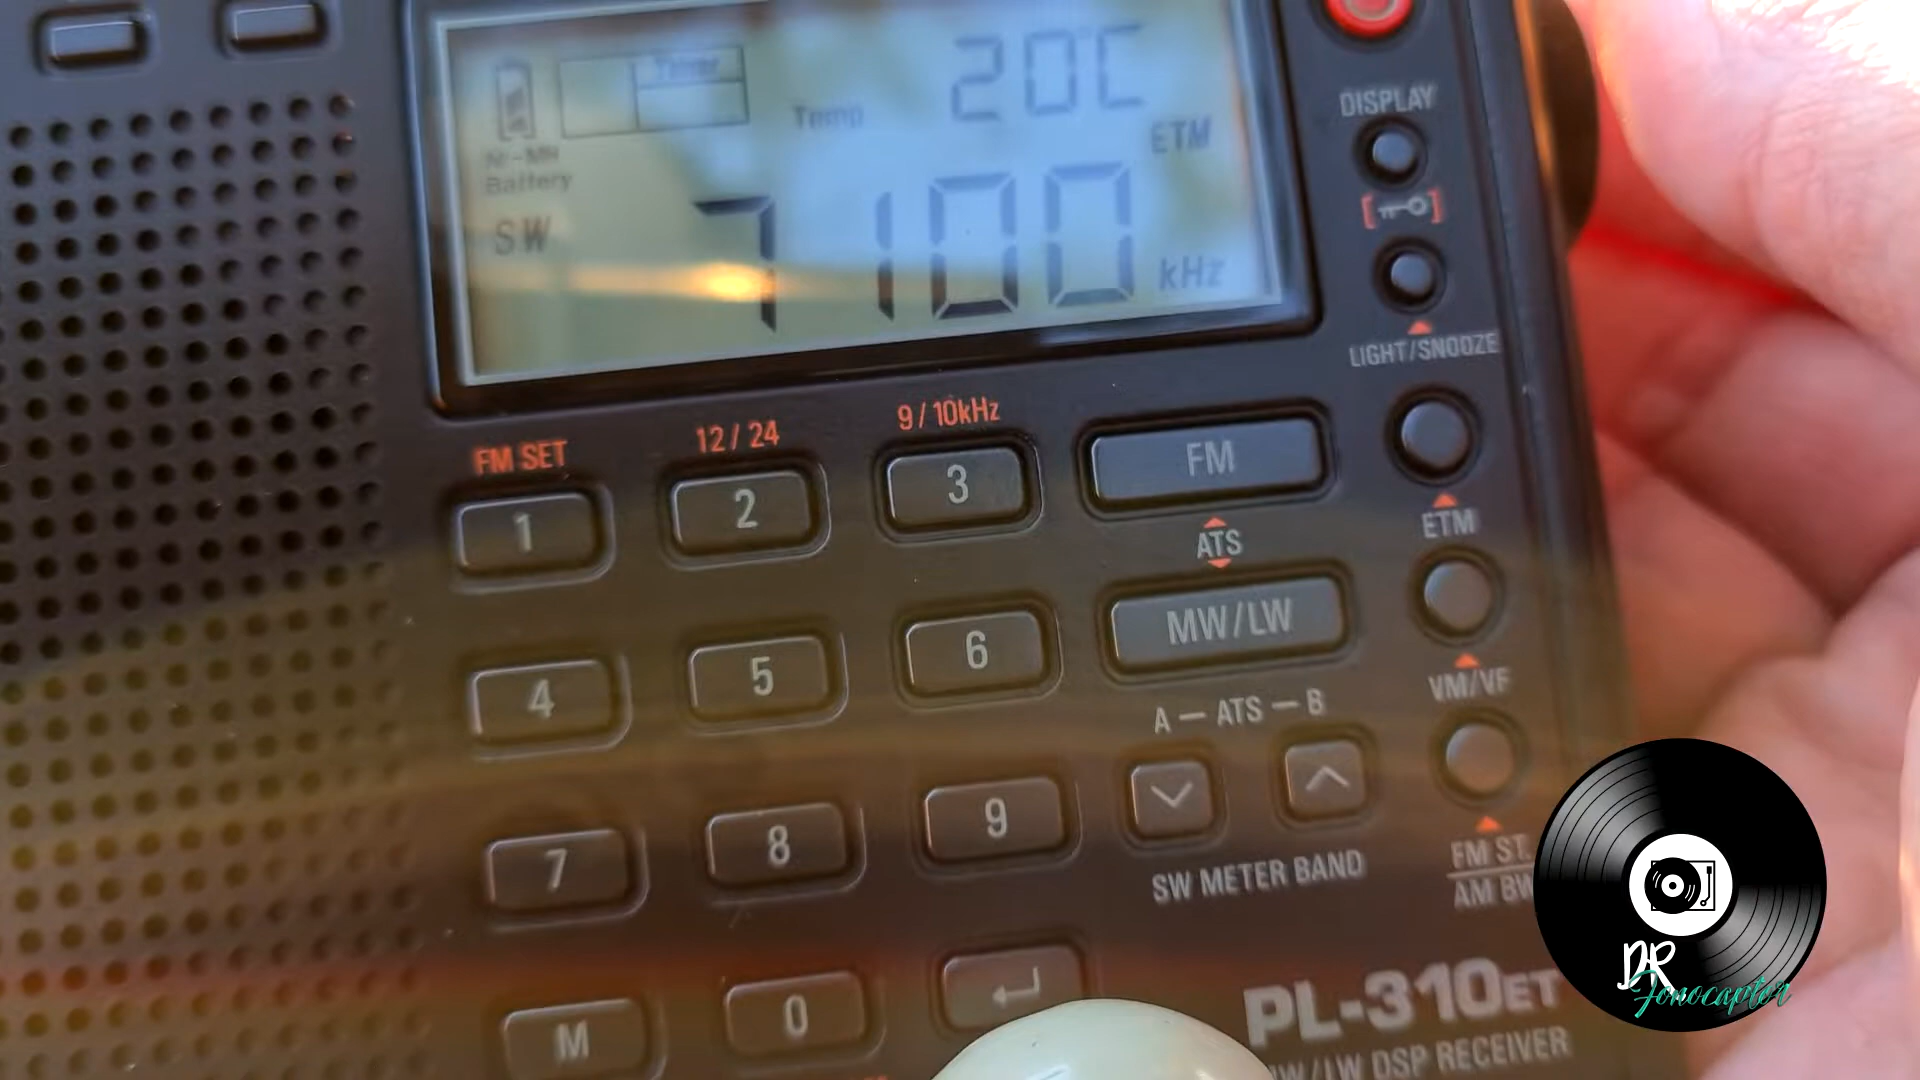 Timer
Temp
20C
Ni-MH
Battery
ETM
SW
7100
kHz
DISPLAY
LIGHT/SNOOZE
FM SET
12 / 24
9 / 10kHz
1
2
3
FM
ATS
ETM
4
5
6
MW/LW
VM/VF
A — ATS — B
7
8
9
SW METER BAND
FM ST.
AM BW
M
0
PL-310ET
/LW DSP RECEIVER
DR
Fonocaptor